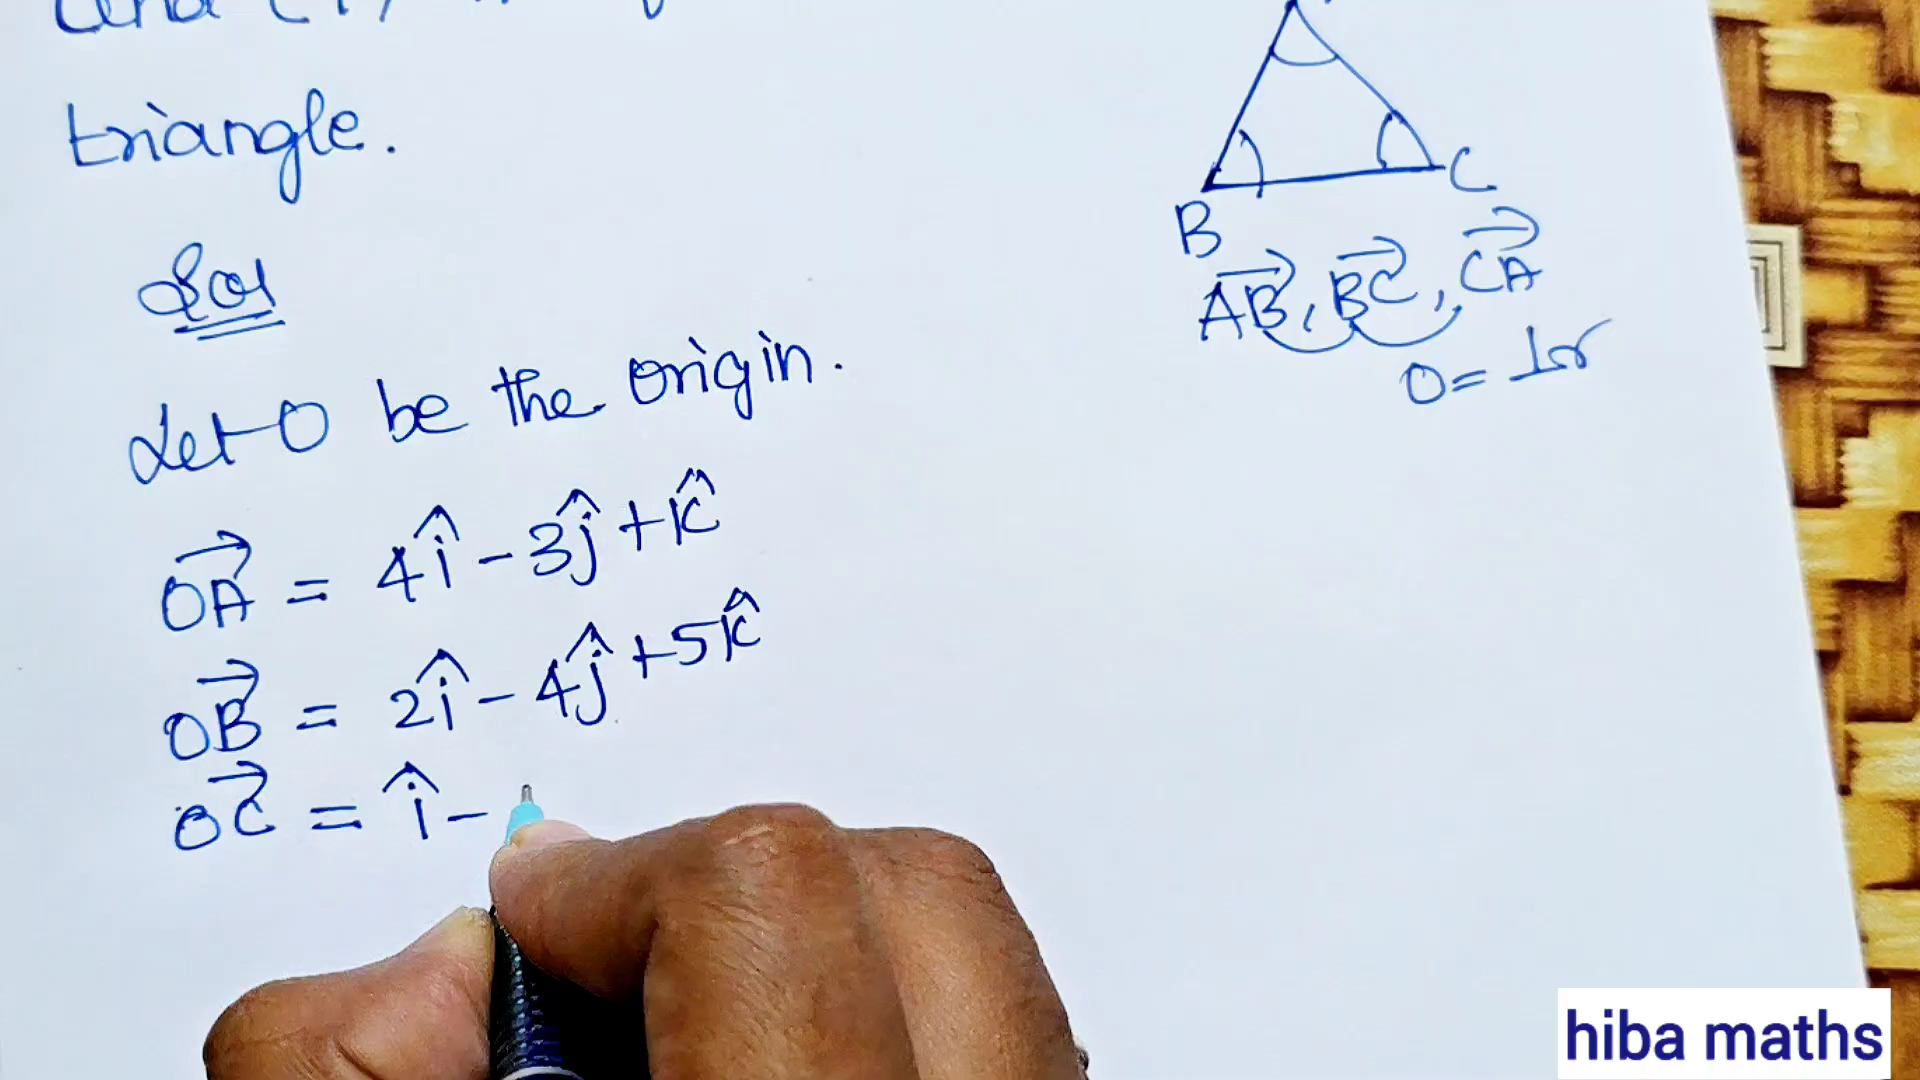 triangle.
Sol
Let O be the origin.
OA⃗ = 4î - 3ĵ + k̂
OB⃗ = 2î - 4ĵ + 5k̂
OC⃗ = î -
B
C
AB⃗, BC⃗, CA⃗
0 = ⊥r
hiba maths